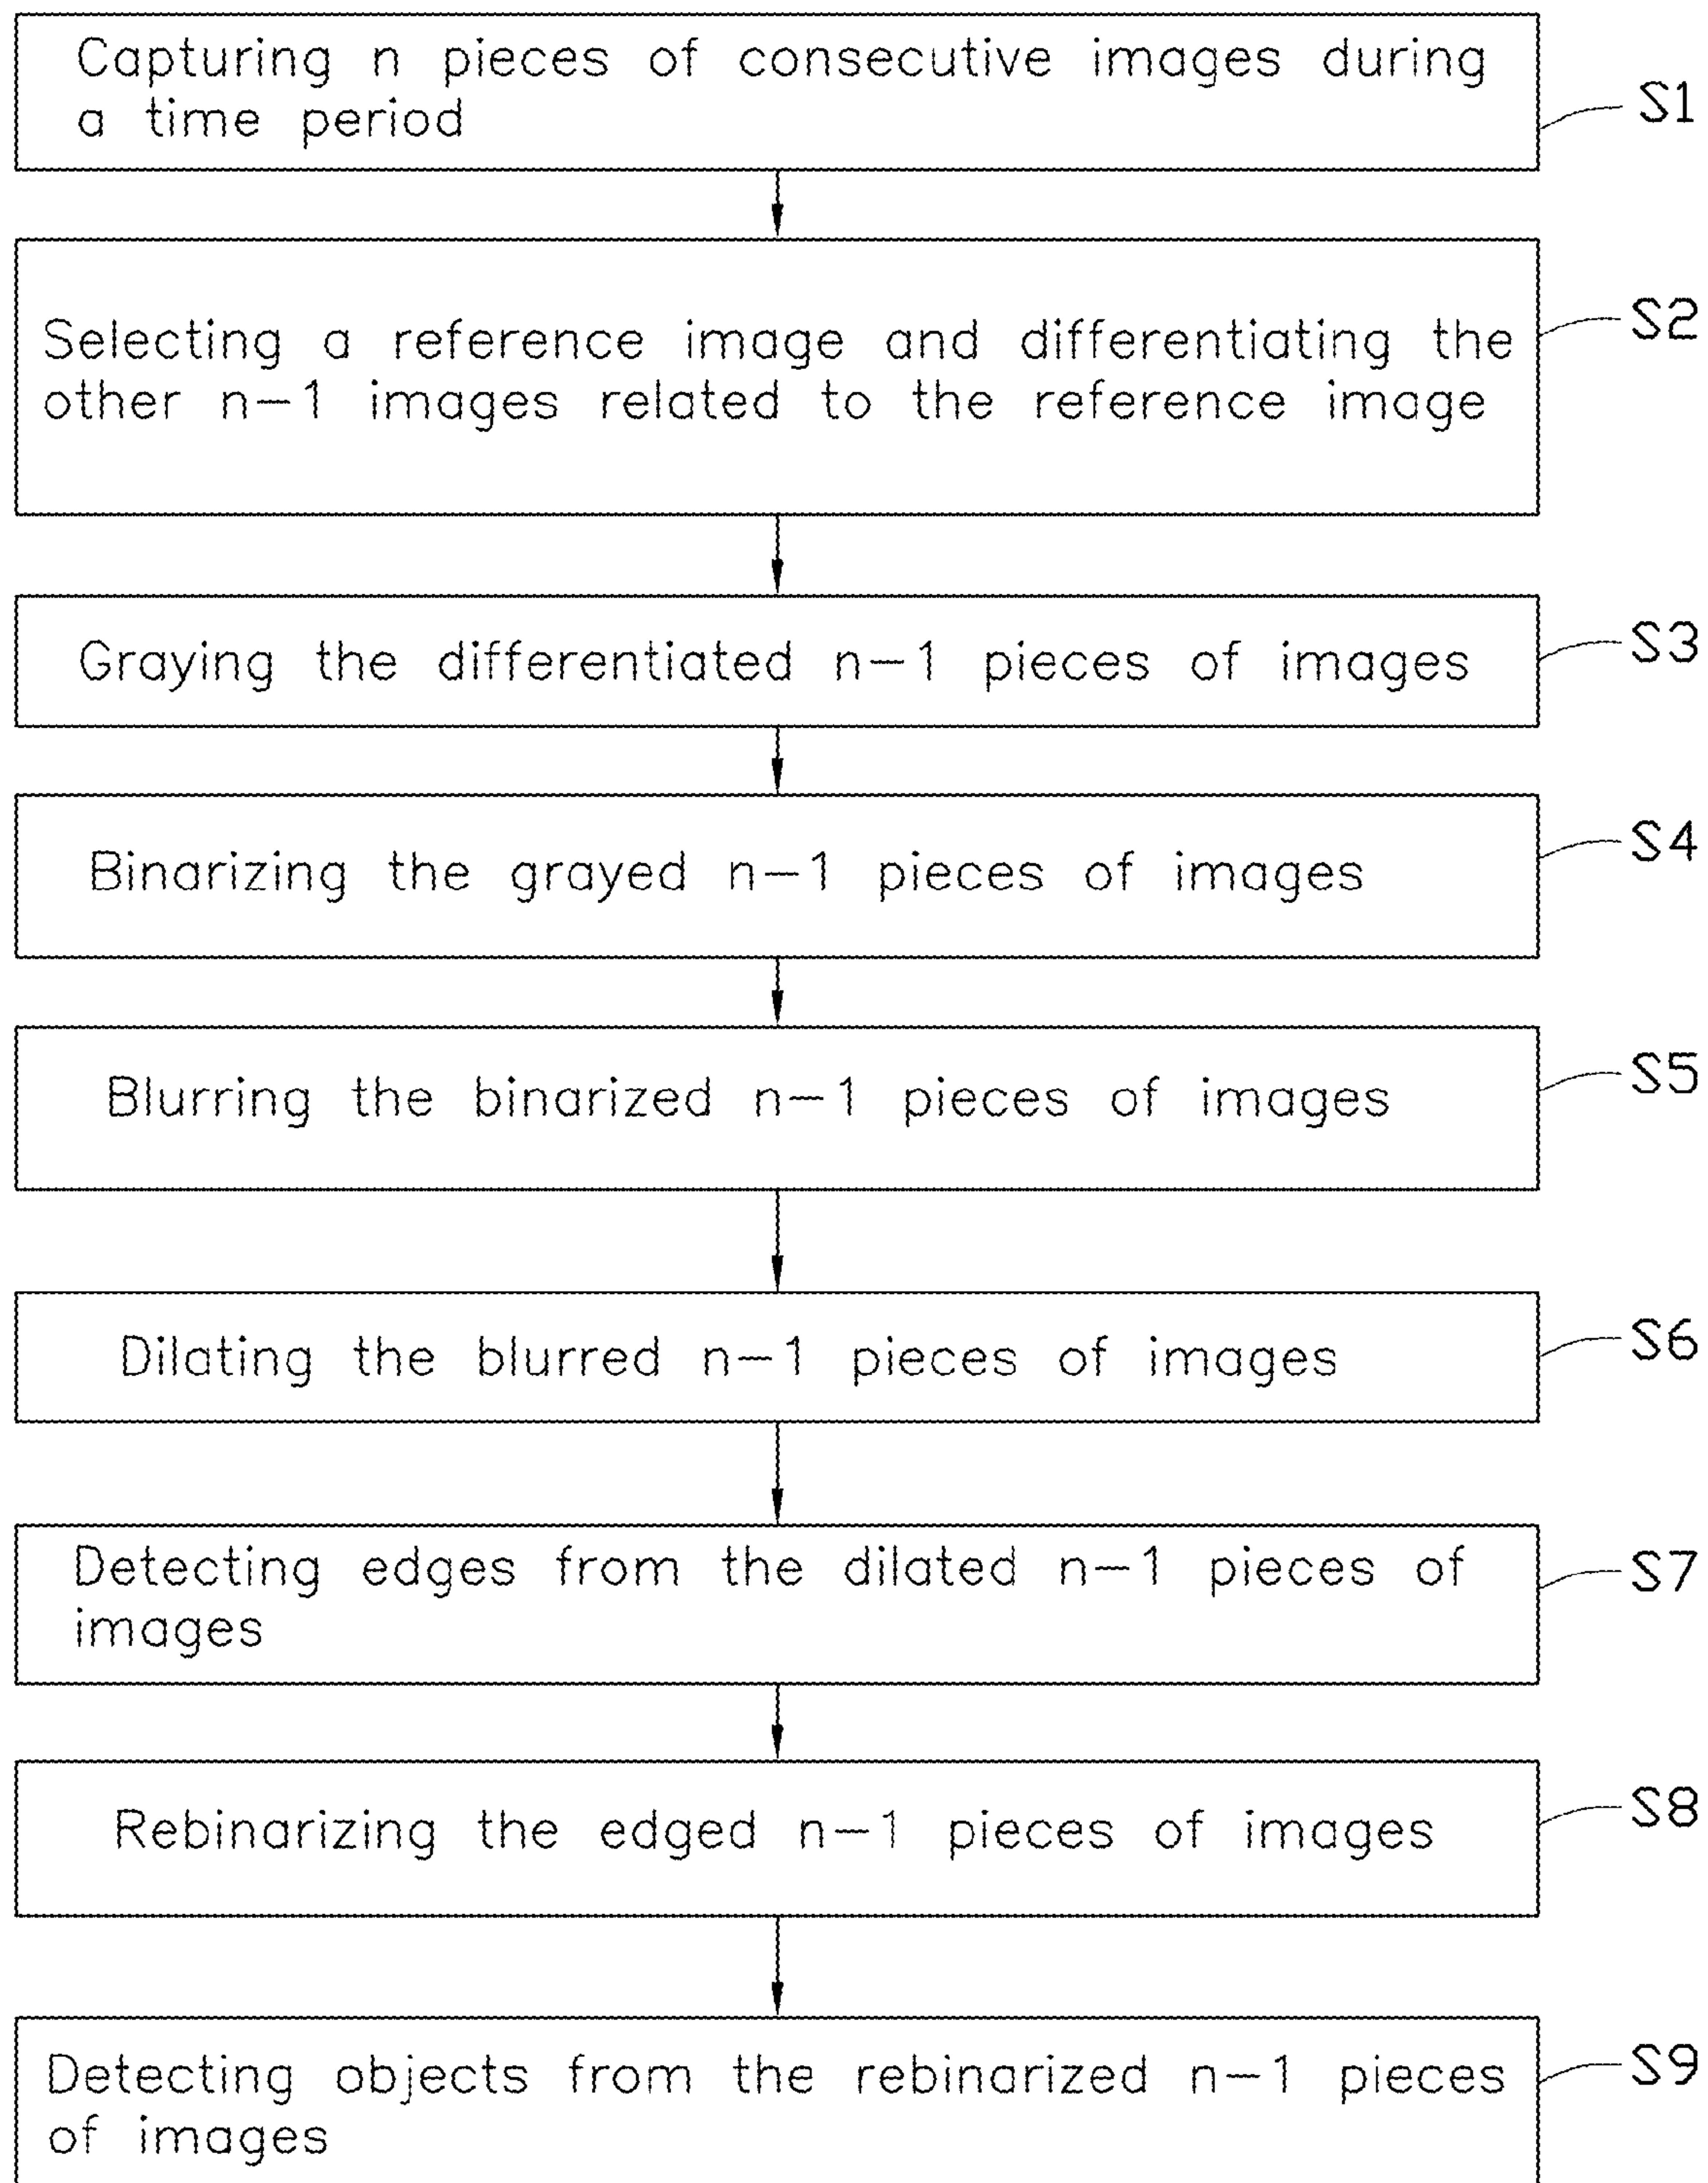 Capturing n pieces of consecutive images during
a time period
S1
Selecting a reference image and differentiating the
other n-1 images related to the reference image
S2
Graying the differentiated n-1 pieces of images
S3
Binarizing the grayed n-1 pieces of images
S4
Blurring the binarized n-1 pieces of images
S5
Dilating the blurred n-1 pieces of images
S6
Detecting edges from the dilated n-1 pieces of
images
S7
Rebinarizing the edged n-1 pieces of images
S8
Detecting objects from the rebinarized n-1 pieces
of images
S9